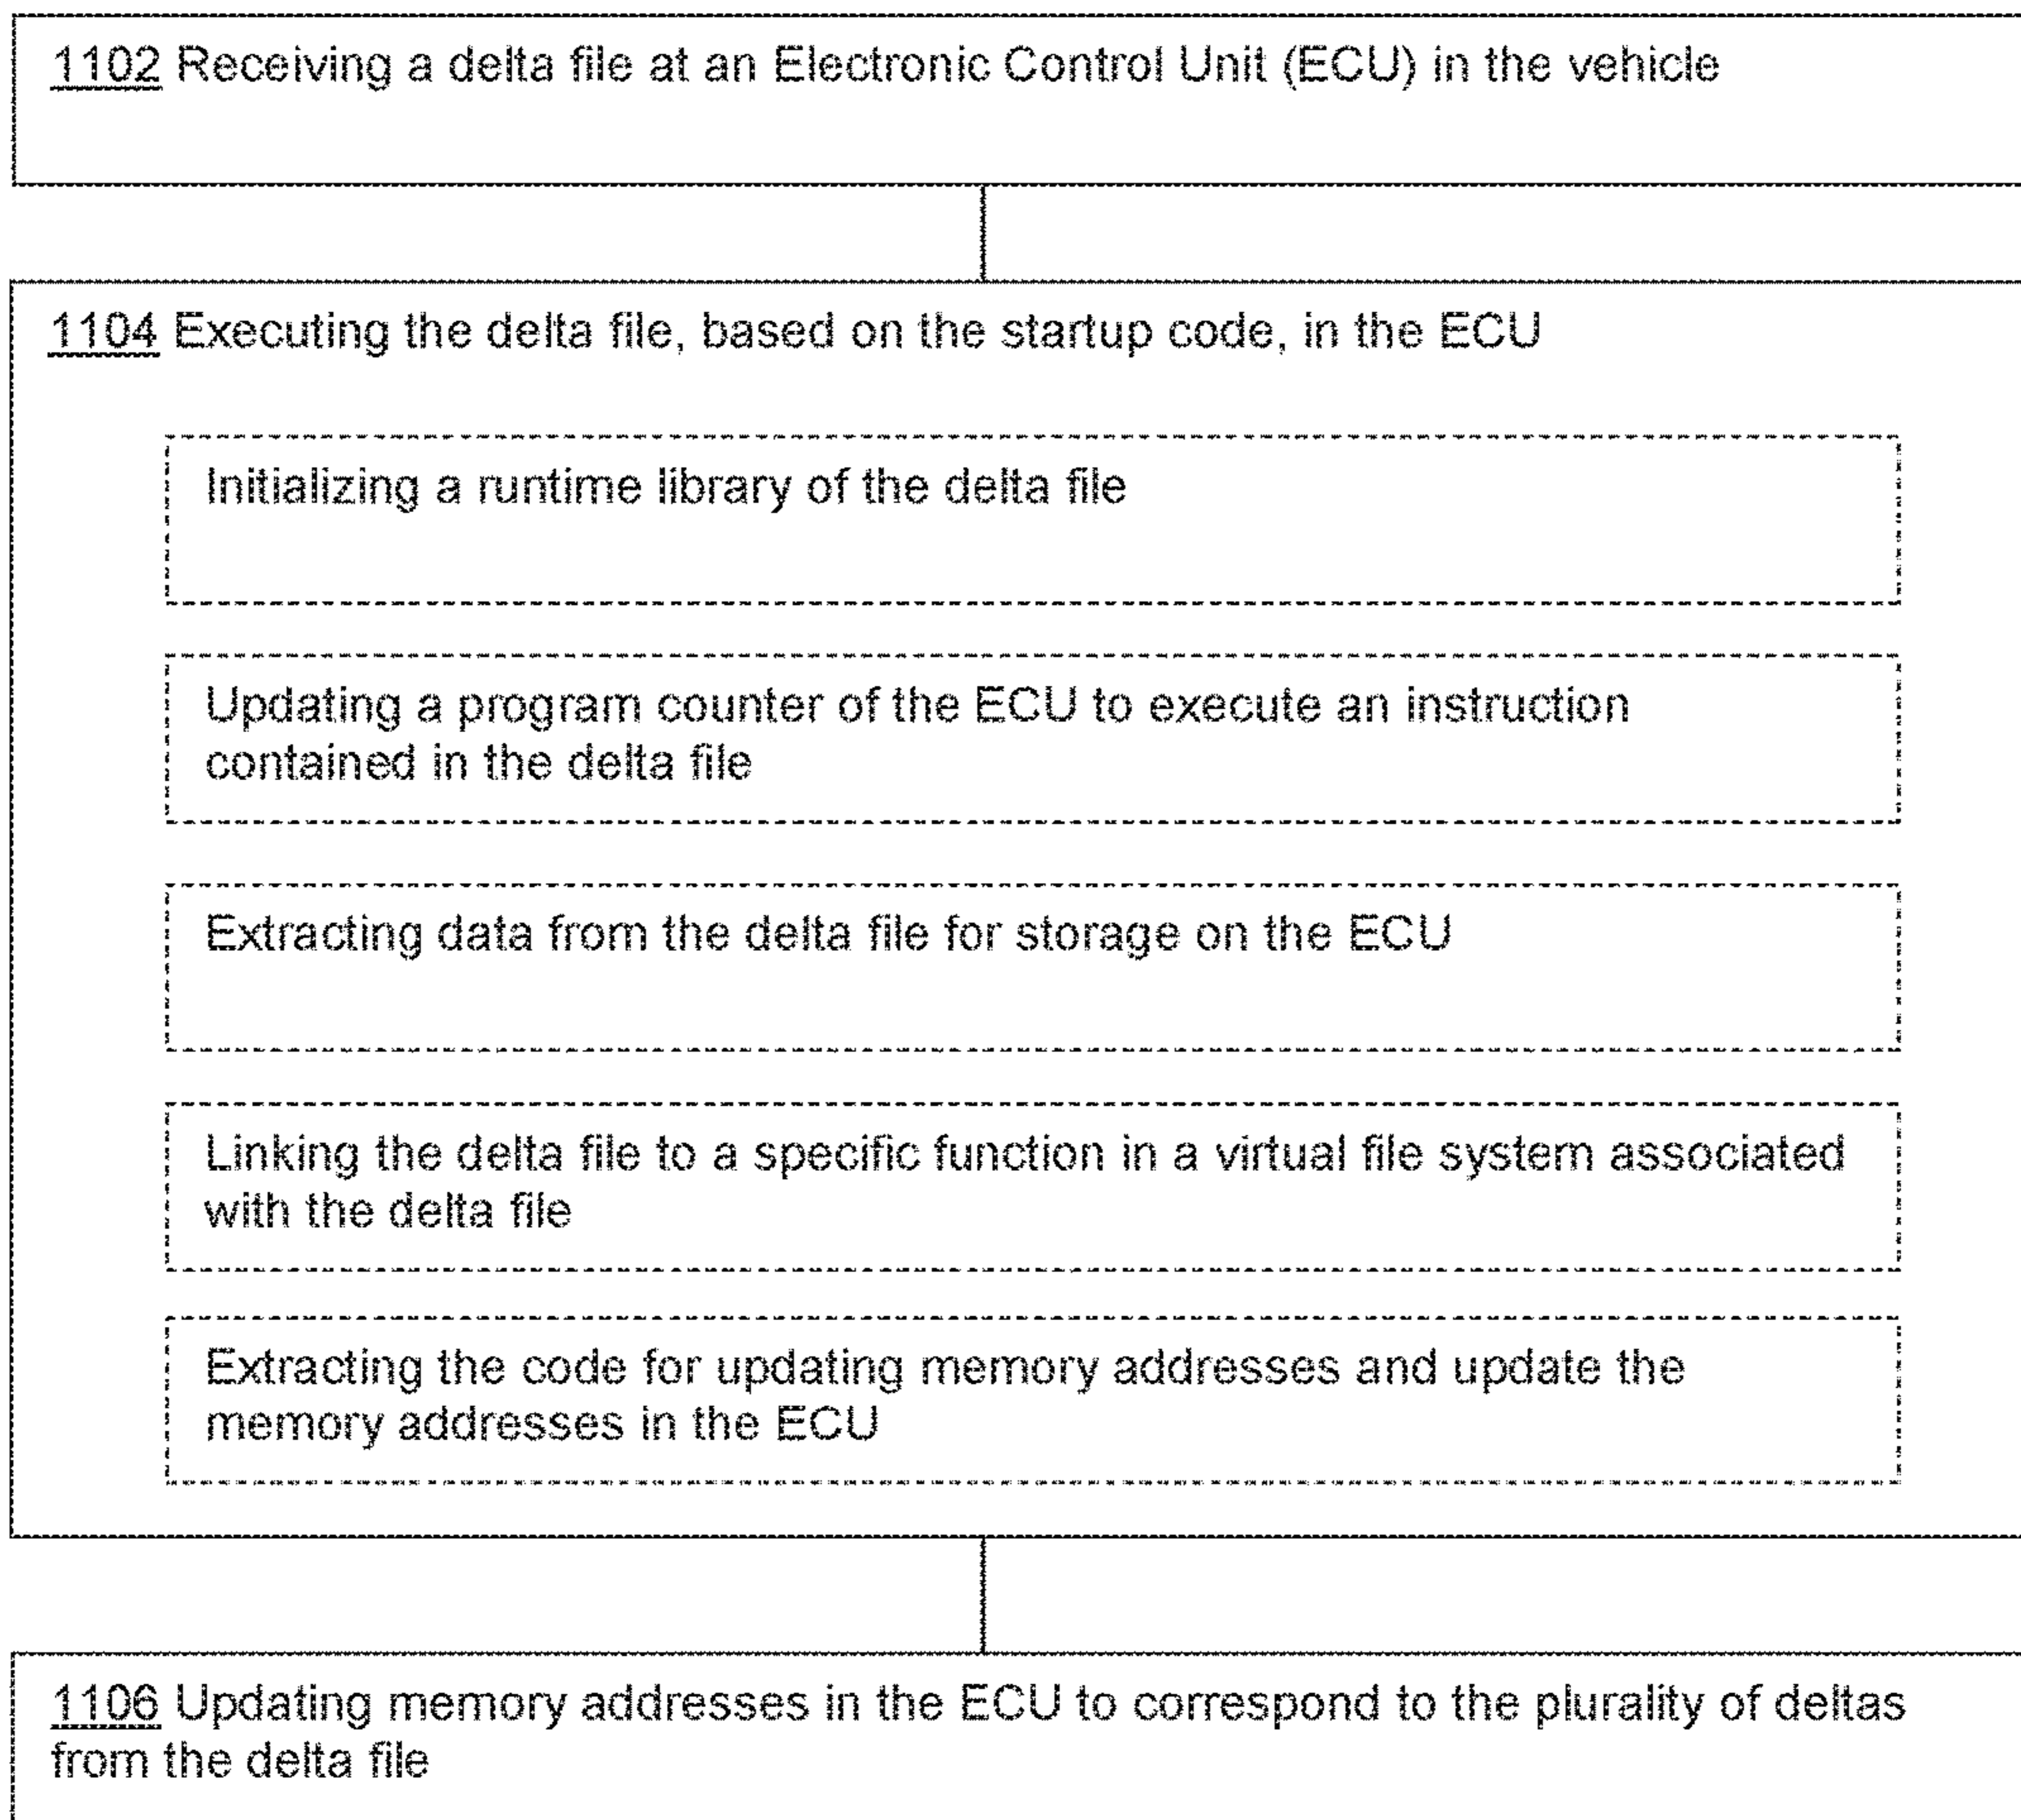 1102 Receiving a delta file at an Electronic Control Unit (ECU) in the vehicle
1104 Executing the delta file, based on the startup code, in the ECU
Initializing a runtime library of the delta file
Updating a program counter of the ECU to execute an instruction
contained in the delta file
Extracting data from the delta file for storage on the ECU
Linking the delta file to a specific function in a virtual file system associated
with the delta file
Extracting the code for updating memory addresses and update the
memory addresses in the ECU
1106 Updating memory addresses in the ECU to correspond to the plurality of deltas
from the delta file